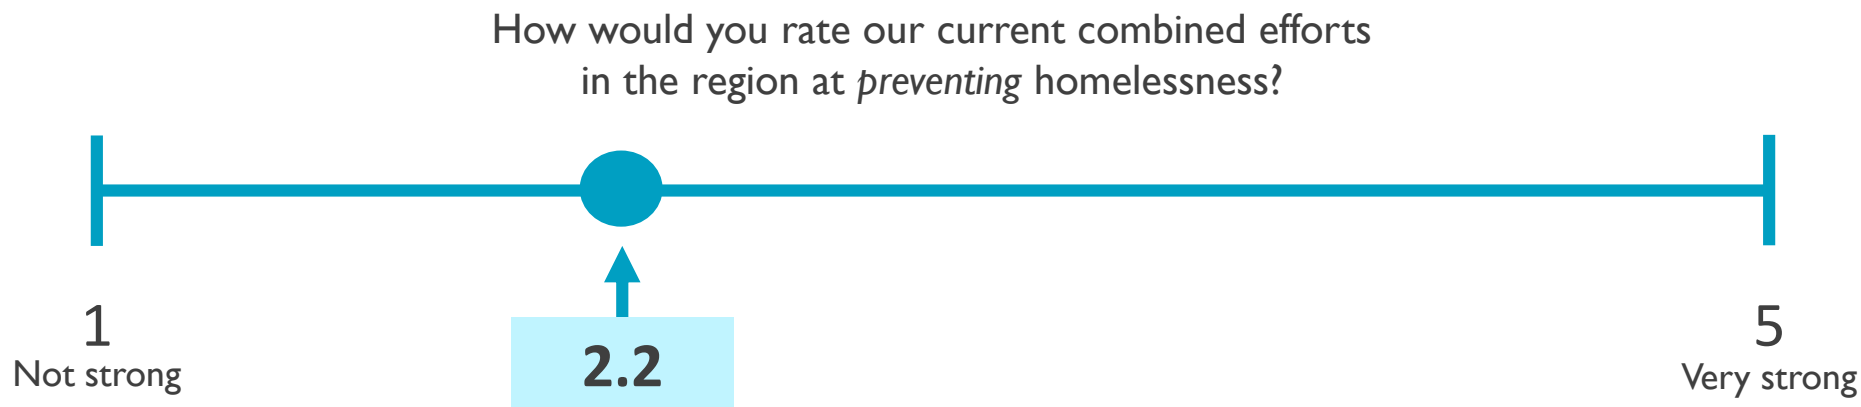 How would you rate our current combined efforts
in the region at preventing homelessness?
1
Not strong
2.2
5
Very strong